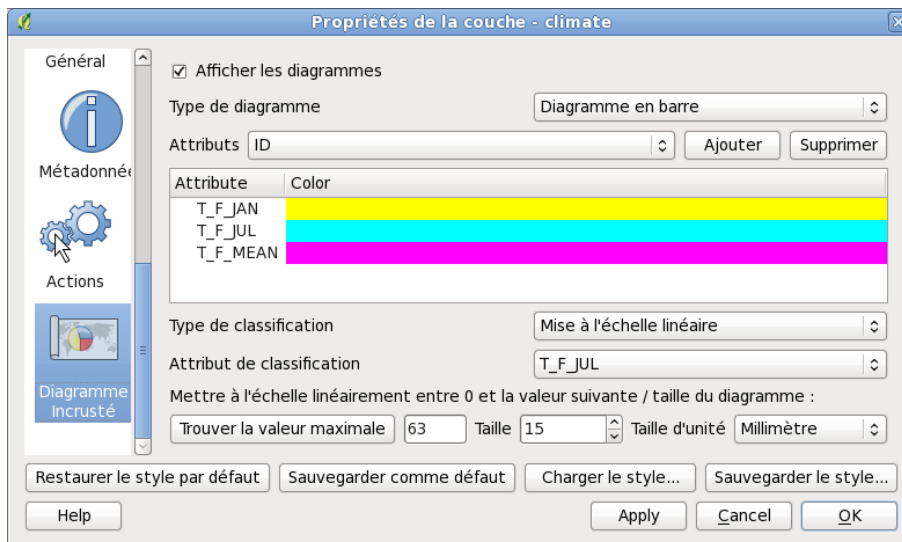 Propriétés de la couche - climate
Général
Métadonnée
Actions
Diagramme
Incrusté
Afficher les diagrammes
Type de diagramme Diagramme en barre
Attributs ID Ajouter Supprimer
Attribute Color
T_F_JAN
T_F_JUL
T_F_MEAN
Type de classification Mise à l'échelle linéaire
Attribut de classification T_F_JUL
Mettre à l'échelle linéairement entre 0 et la valeur suivante / taille du diagramme :
Trouver la valeur maximale 63 Taille 15 Taille d'unité Millimètre
Restaurer le style par défaut Sauvegarder comme défaut Charger le style... Sauvegarder le style...
Help Apply Cancel OK